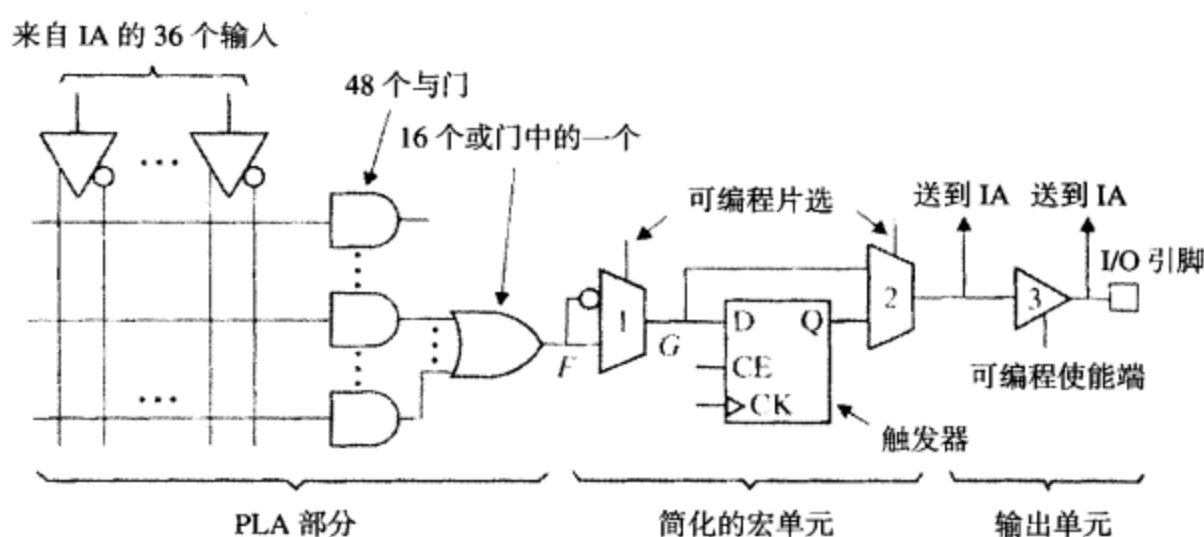 来自 IA 的 36 个输入
48 个与门
16 个或门中的一个
可编程片选
送到 IA
送到 IA
I/O 引脚
1
2
3
F
G
D
Q
CE
CK
可编程使能端
触发器
PLA 部分
简化的宏单元
输出单元